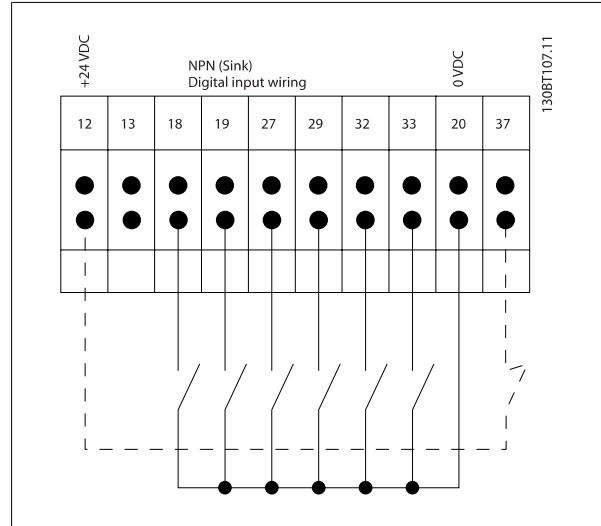 +24 VDC
NPN (Sink)
Digital input wiring
0 VDC
130BT107.11
12 13 18 19 27 29 32 33 20 37